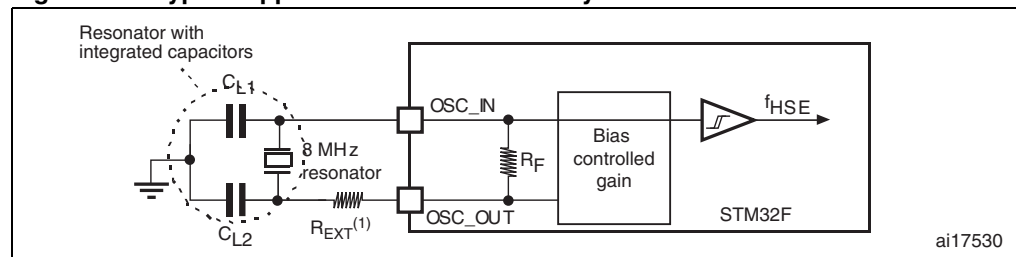 Resonator with
integrated capacitors
CL1
OSC_IN
fHSE
8 MHz
resonator
RF
Bias
controlled
gain
STM32F
REXT(1)
OSC_OUT
CL2
ai17530